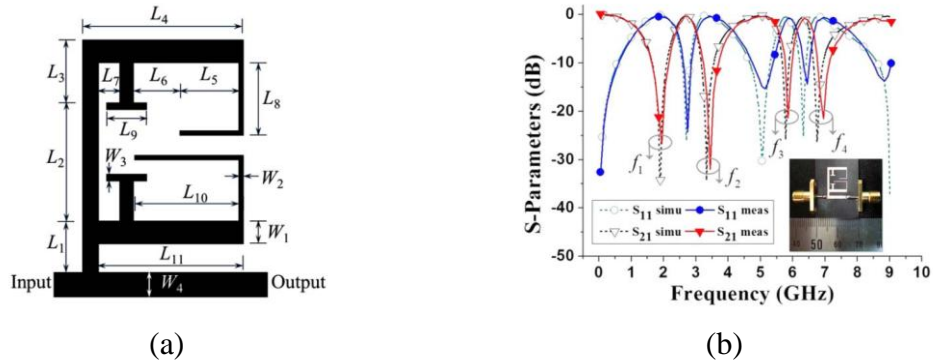 L4
L3
L7
L6
L5
L8
L9
L2
W3
W2
L10
L1
W1
L11
Input
W4
Output
(a)
S-Parameters (dB)
0
-10
-20
-30
-40
-50
f1
f2
f3
f4
S11 simu
S11 meas
S21 simu
S21 meas
0 1 2 3 4 5 6 7 8 9 10
Frequency (GHz)
(b)